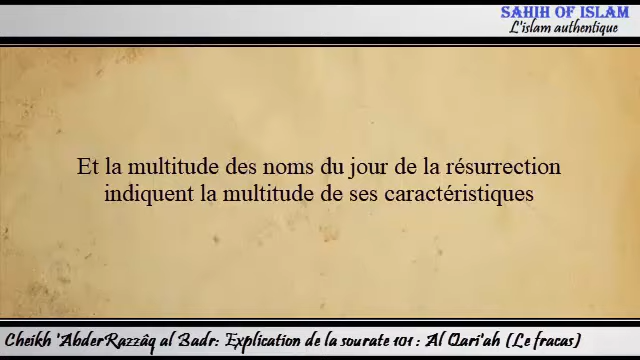 SAHIH OF ISLAM
L'islam authentique
Et la multitude des noms du jour de la résurrection
indiquent la multitude de ses caractéristiques
Cheikh 'AbderRazzâq al Badr: Explication de la sourate 101 : Al Qari'ah (Le fracas)